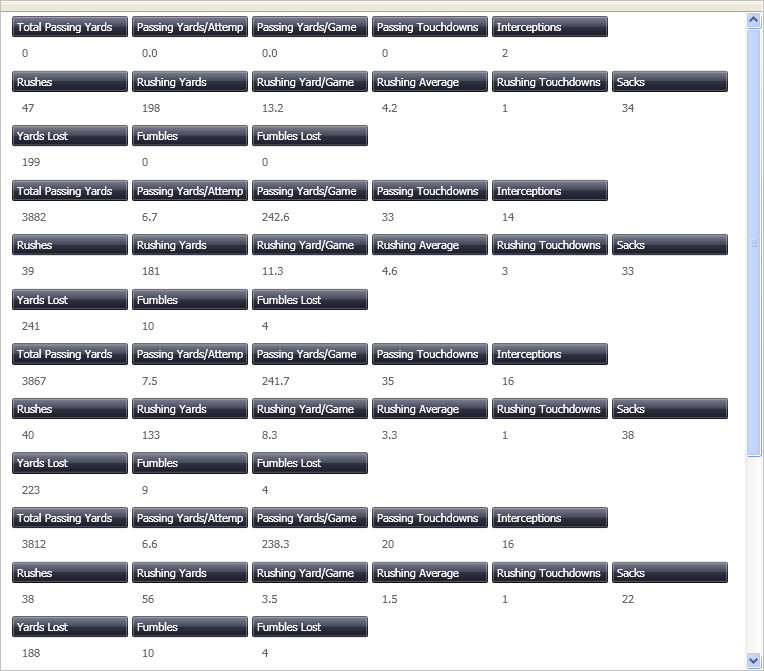 Total Passing Yards Passing Yards/Attemp Passing Yards/Game Passing Touchdowns Interceptions
0 0.0 0.0 0 2
Rushes Rushing Yards Rushing Yard/Game Rushing Average Rushing Touchdowns Sacks
47 198 13.2 4.2 1 34
Yards Lost Fumbles Fumbles Lost
199 0 0
Total Passing Yards Passing Yards/Attemp Passing Yards/Game Passing Touchdowns Interceptions
3882 6.7 242.6 33 14
Rushes Rushing Yards Rushing Yard/Game Rushing Average Rushing Touchdowns Sacks
39 181 11.3 4.6 3 33
Yards Lost Fumbles Fumbles Lost
241 10 4
Total Passing Yards Passing Yards/Attemp Passing Yards/Game Passing Touchdowns Interceptions
3867 7.5 241.7 35 16
Rushes Rushing Yards Rushing Yard/Game Rushing Average Rushing Touchdowns Sacks
40 133 8.3 3.3 1 38
Yards Lost Fumbles Fumbles Lost
223 9 4
Total Passing Yards Passing Yards/Attemp Passing Yards/Game Passing Touchdowns Interceptions
3812 6.6 238.3 20 16
Rushes Rushing Yards Rushing Yard/Game Rushing Average Rushing Touchdowns Sacks
38 56 3.5 1.5 1 22
Yards Lost Fumbles Fumbles Lost
188 10 4